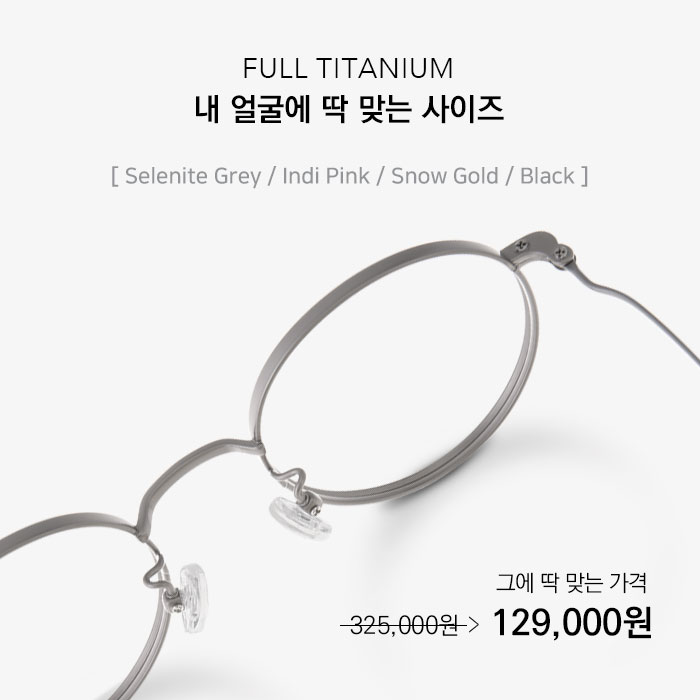 FULL TITANIUM
내 얼굴에 딱 맞는 사이즈
[ Selenite Grey / Indi Pink / Snow Gold / Black ]
그에 딱 맞는 가격
325,000원 > 129,000원